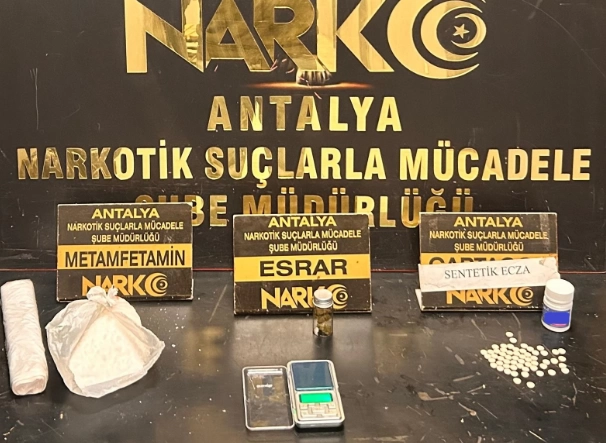 NARKO
ANTALYA
NARKOTİK SUÇLARLA MÜCADELE
ŞUBE MÜDÜRLÜĞÜ
ANTALYA
NARKOTİK SUÇLARLA MÜCADELE
ŞUBE MÜDÜRLÜĞÜ
METAMFETAMİN
NARKO
ANTALYA
NARKOTİK SUÇLARLA MÜCADELE
ŞUBE MÜDÜRLÜĞÜ
ESRAR
NARKO
ANTALYA
NARKOTİK SUÇLARLA MÜCADELE
ŞUBE MÜDÜRLÜĞÜ
SENTETİK ECZA
NARKO